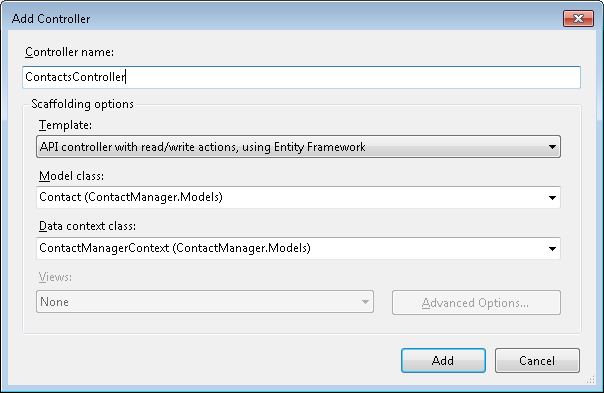 Add Controller
Controller name:
ContactsController
Scaffolding options
Template:
API controller with read/write actions, using Entity Framework
Model class:
Contact (ContactManager.Models)
Data context class:
ContactManagerContext (ContactManager.Models)
Views:
None
Advanced Options...
Add Cancel